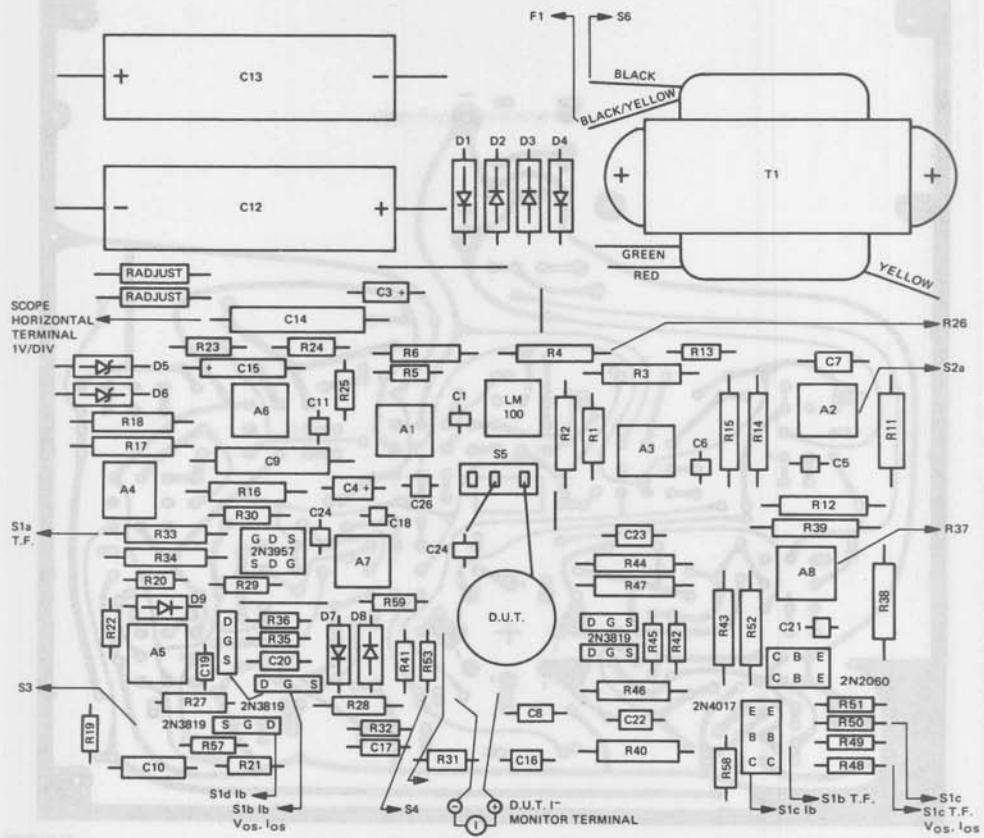 F1 S6
BLACK
BLACK/YELLOW
+ C13 −
D1 D2 D3 D4
+ T1 +
− C12 +
GREEN
RED
YELLOW
RADJUST
RADJUST
C3 +
SCOPE
HORIZONTAL
TERMINAL
1V/DIV
C14
R26
R23 R24 R6 R4 R13
+ C15 R25 R5 R3 C7
D5
D6
S2a
A6 C11 A1 C1 LM
100
R2 R1 A3 C6 R15 R14 A2 R11
R18
R17
C9 S5 C5
A4 R16 C4 + C26 R12
R30 C24 C18 R39
S1a
T.F.
R33 G D S
2N3957
S D G
C23 R37
R34 A7 C24 R44 A8
R20 R29 R47 R38
D9 R59 D.U.T.
R22 A5 D G S R36 D7 D8 D G S
2N3819
D G S
R45 R42 R43 R52 C21
R35
C19 C20 R41 R53 C B E
C B E
2N2060
S3 D G S R46
R27 2N3819 R28 2N4017 R51
2N3819 S G D R32 C8 C22 E E
B B
C C
R50
R19 R57 C17 R49
C10 R21 R31 C16 R40 R58 R48
S1d Ib
S1b Ib
VOS, IOS
S4
− +
I
D.U.T. I−
MONITOR TERMINAL
S1c Ib
S1b T.F.
S1c
S1c T.F.
VOS, IOS